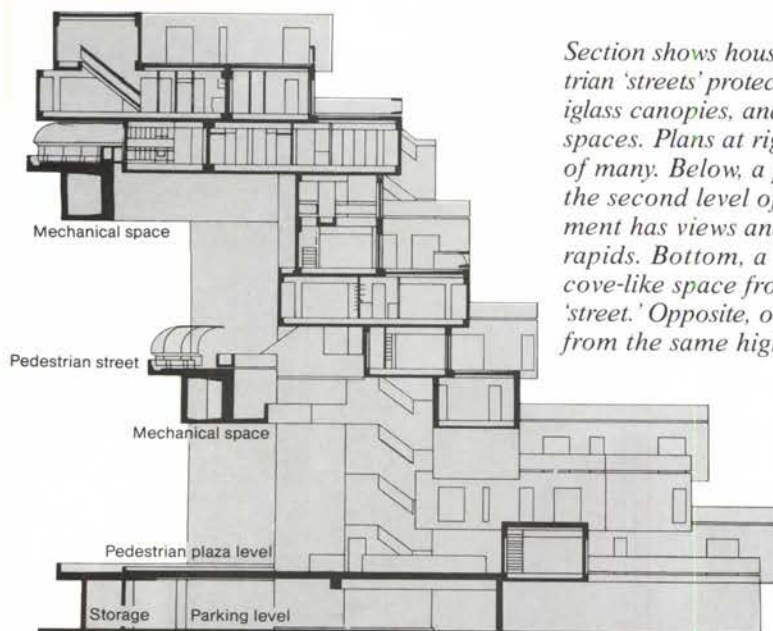 Section shows hous
trian ‘streets’ protec
iglass canopies, and
spaces. Plans at rig
of many. Below, a p
the second level of
ment has views an
rapids. Bottom, a
cove-like space fro
‘street.’ Opposite, o
from the same high
Mechanical space
Pedestrian street
Mechanical space
Pedestrian plaza level
Storage
Parking level